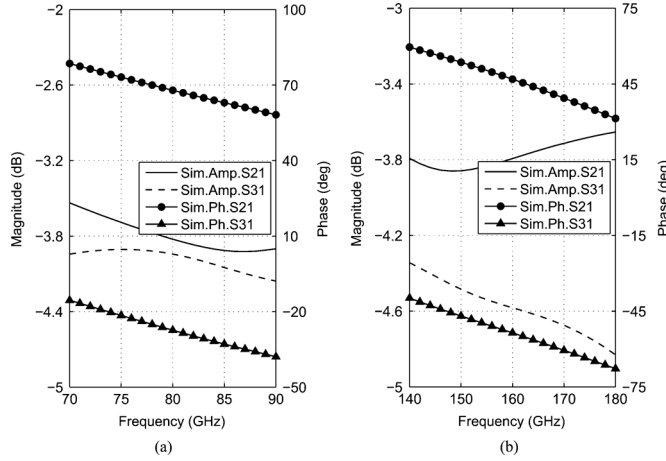 -2
-2.6
-3.2
-3.8
-4.4
-5
Magnitude (dB)
100
70
40
10
-20
-50
Phase (deg)
Sim.Amp.S21
Sim.Amp.S31
Sim.Ph.S21
Sim.Ph.S31
70 75 80 85 90
Frequency (GHz)
(a)
-3
-3.4
-3.8
-4.2
-4.6
-5
Magnitude (dB)
75
45
15
-15
-45
-75
Phase (deg)
Sim.Amp.S21
Sim.Amp.S31
Sim.Ph.S21
Sim.Ph.S31
140 150 160 170 180
Frequency (GHz)
(b)